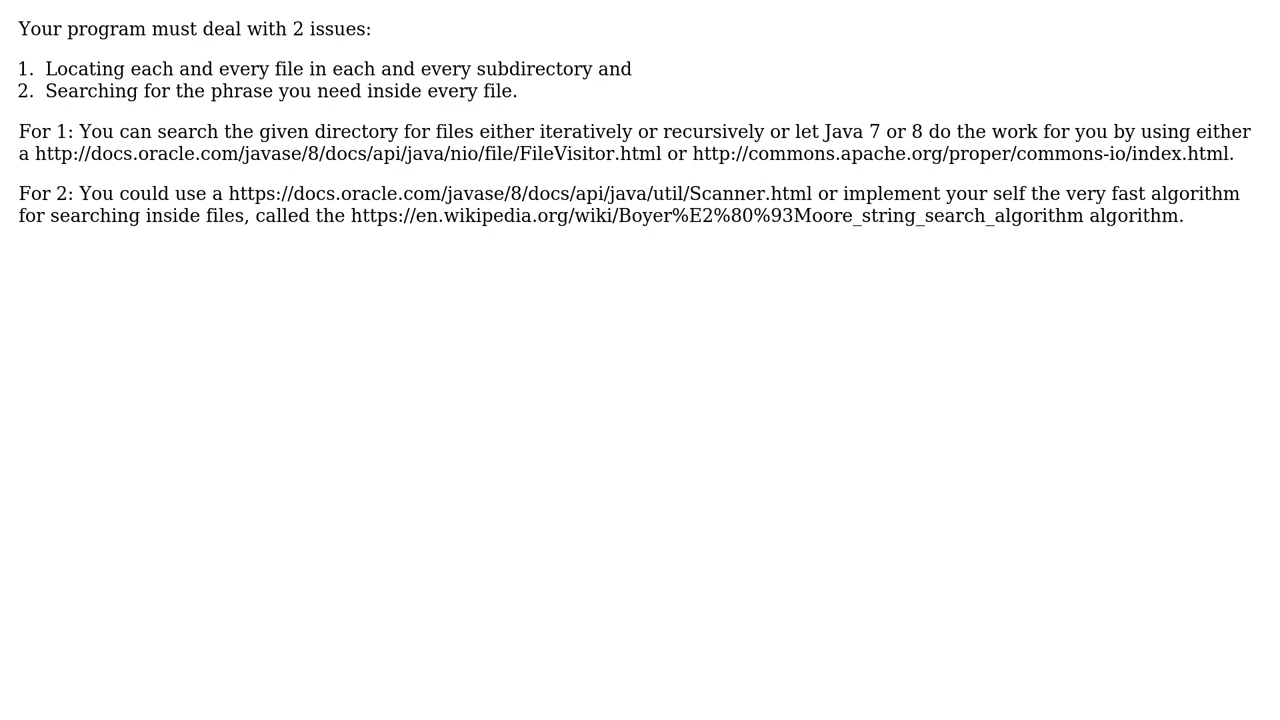 Your program must deal with 2 issues:
1. Locating each and every file in each and every subdirectory and
2. Searching for the phrase you need inside every file.
For 1: You can search the given directory for files either iteratively or recursively or let Java 7 or 8 do the work for you by using either
a http://docs.oracle.com/javase/8/docs/api/java/nio/file/FileVisitor.html or http://commons.apache.org/proper/commons-io/index.html.
For 2: You could use a https://docs.oracle.com/javase/8/docs/api/java/util/Scanner.html or implement your self the very fast algorithm
for searching inside files, called the https://en.wikipedia.org/wiki/Boyer%E2%80%93Moore_string_search_algorithm algorithm.